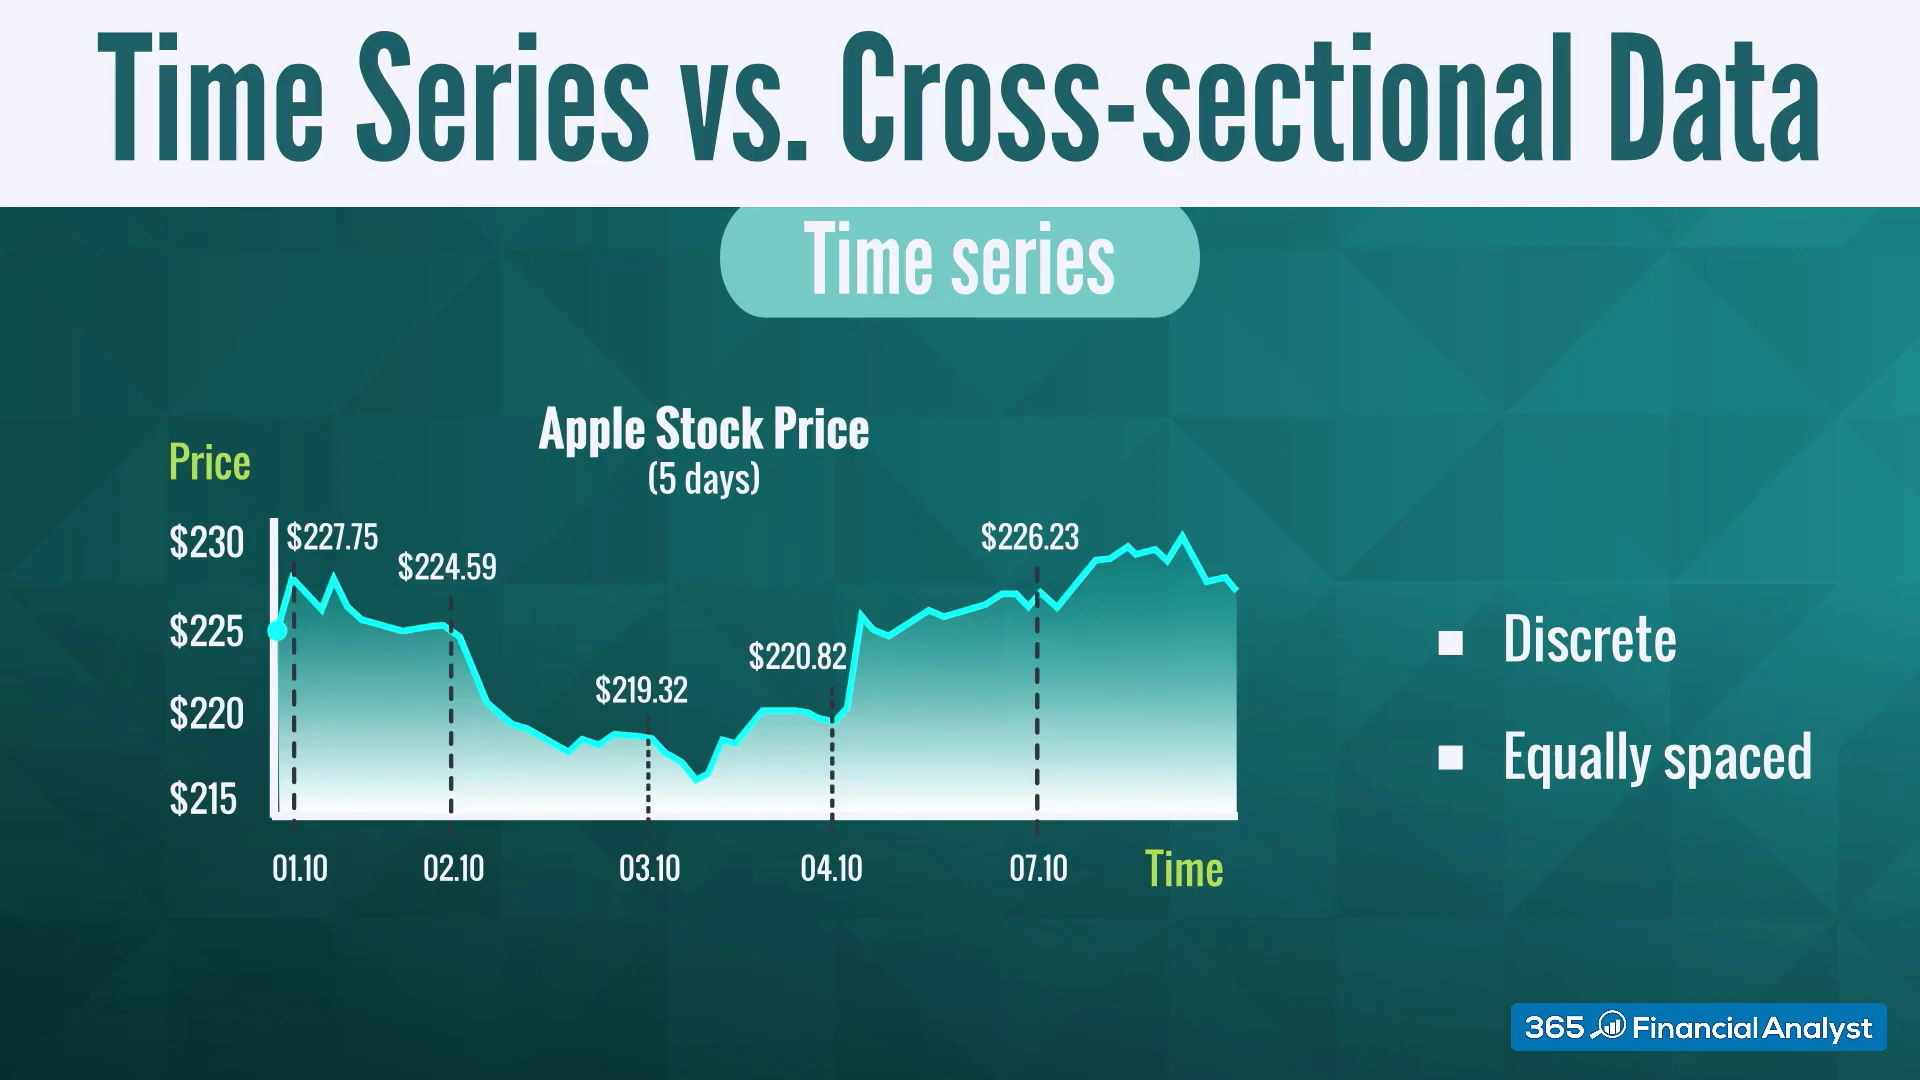 Time Series vs. Cross-sectional Data
Time series
Apple Stock Price
(5 days)
Price
$230
$225
$220
$215
$227.75
$224.59
$219.32
$220.82
$226.23
01.10
02.10
03.10
04.10
07.10
Time
Discrete
Equally spaced
365 Financial Analyst